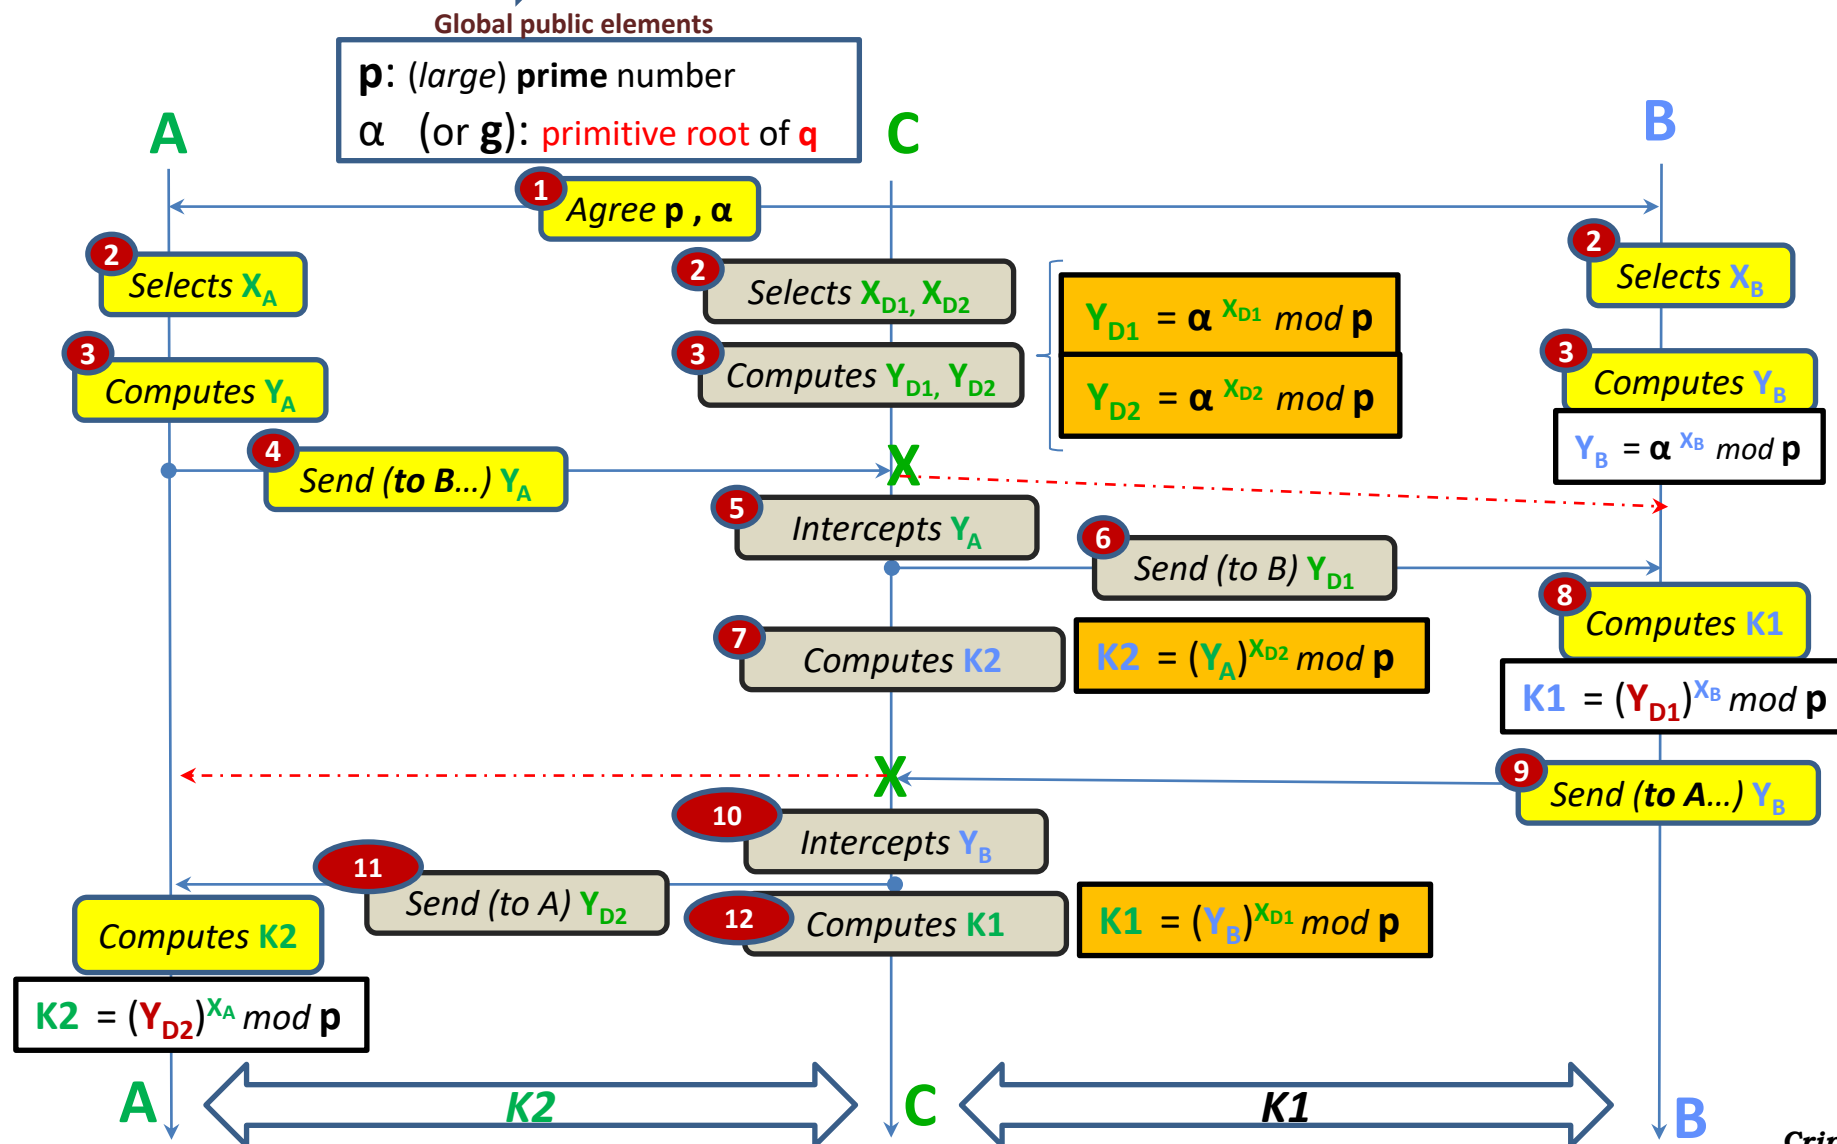 Global public elements
p: (large) prime number
α (or g): primitive root of q
A
C
B
1
Agree p , α
2
Selects XA
2
Selects XD1, XD2
2
Selects XB
YD1 = α XD1 mod p
3
Computes YA
3
Computes YD1, YD2
YD2 = α XD2 mod p
3
Computes YB
YB = α XB mod p
4
Send (to B...) YA
X
5
Intercepts YA
6
Send (to B) YD1
7
Computes K2
K2 = (YA)XD2 mod p
8
Computes K1
K1 = (YD1)XB mod p
X
9
Send (to A...) YB
10
Intercepts YB
11
Send (to A) YD2
12
Computes K1
K1 = (YB)XD1 mod p
Computes K2
K2 = (YD2)XA mod p
A
K2
C
K1
B